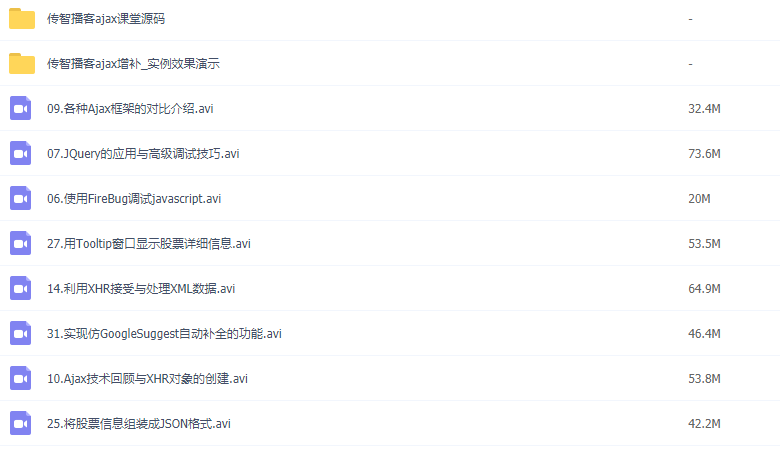 传智播客ajax课堂源码 -
传智播客ajax增补_实例效果演示 -
09.各种Ajax框架的对比介绍.avi 32.4M
07.JQuery的应用与高级调试技巧.avi 73.6M
06.使用FireBug调试javascript.avi 20M
27.用Tooltip窗口显示股票详细信息.avi 53.5M
14.利用XHR接受与处理XML数据.avi 64.9M
31.实现仿GoogleSuggest自动补全的功能.avi 46.4M
10.Ajax技术回顾与XHR对象的创建.avi 53.8M
25.将股票信息组装成JSON格式.avi 42.2M